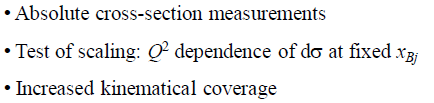 • Absolute cross-section measurements
• Test of scaling: Q² dependence of dσ at fixed x_Bj
• Increased kinematical coverage